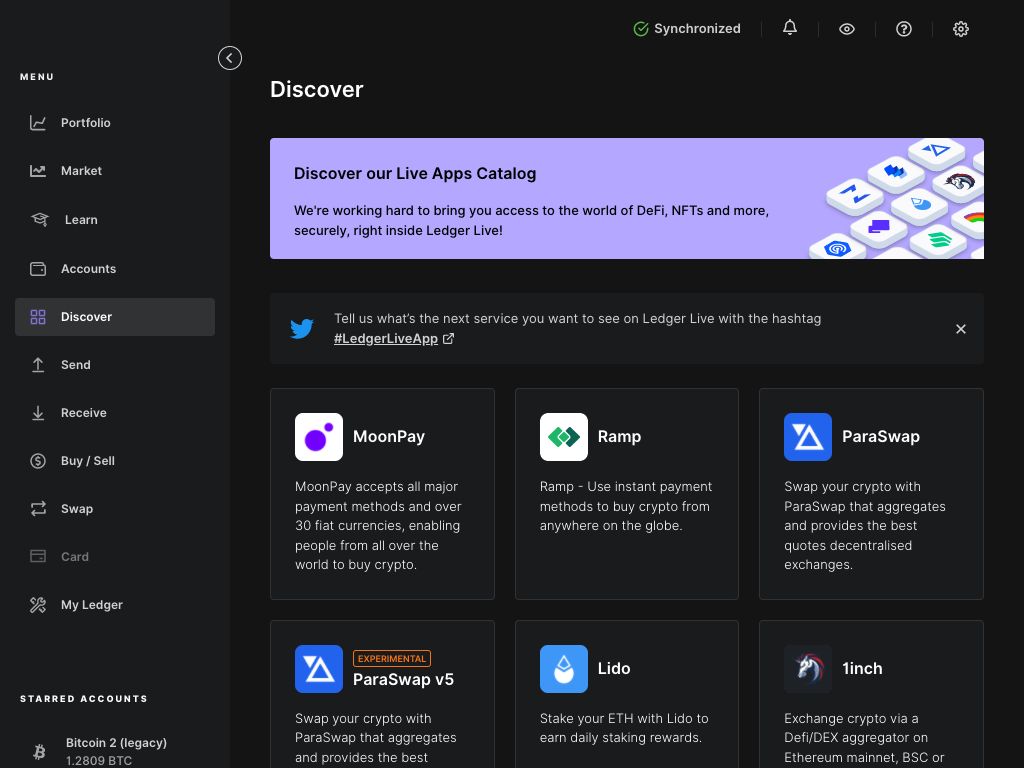 Synchronized
MENU
Portfolio
Market
Learn
Accounts
Discover
Send
Receive
Buy / Sell
Swap
Card
My Ledger
STARRED ACCOUNTS
Bitcoin 2 (legacy)
1.2809 BTC
Discover
Discover our Live Apps Catalog
We're working hard to bring you access to the world of DeFi, NFTs and more,
securely, right inside Ledger Live!
Tell us what’s the next service you want to see on Ledger Live with the hashtag
#LedgerLiveApp
MoonPay
MoonPay accepts all major
payment methods and over
30 fiat currencies, enabling
people from all over the
world to buy crypto.
Ramp
Ramp - Use instant payment
methods to buy crypto from
anywhere on the globe.
ParaSwap
Swap your crypto with
ParaSwap that aggregates
and provides the best
quotes decentralised
exchanges.
EXPERIMENTAL
ParaSwap v5
Swap your crypto with
ParaSwap that aggregates
and provides the best
Lido
Stake your ETH with Lido to
earn daily staking rewards.
1inch
Exchange crypto via a
Defi/DEX aggregator on
Ethereum mainnet, BSC or